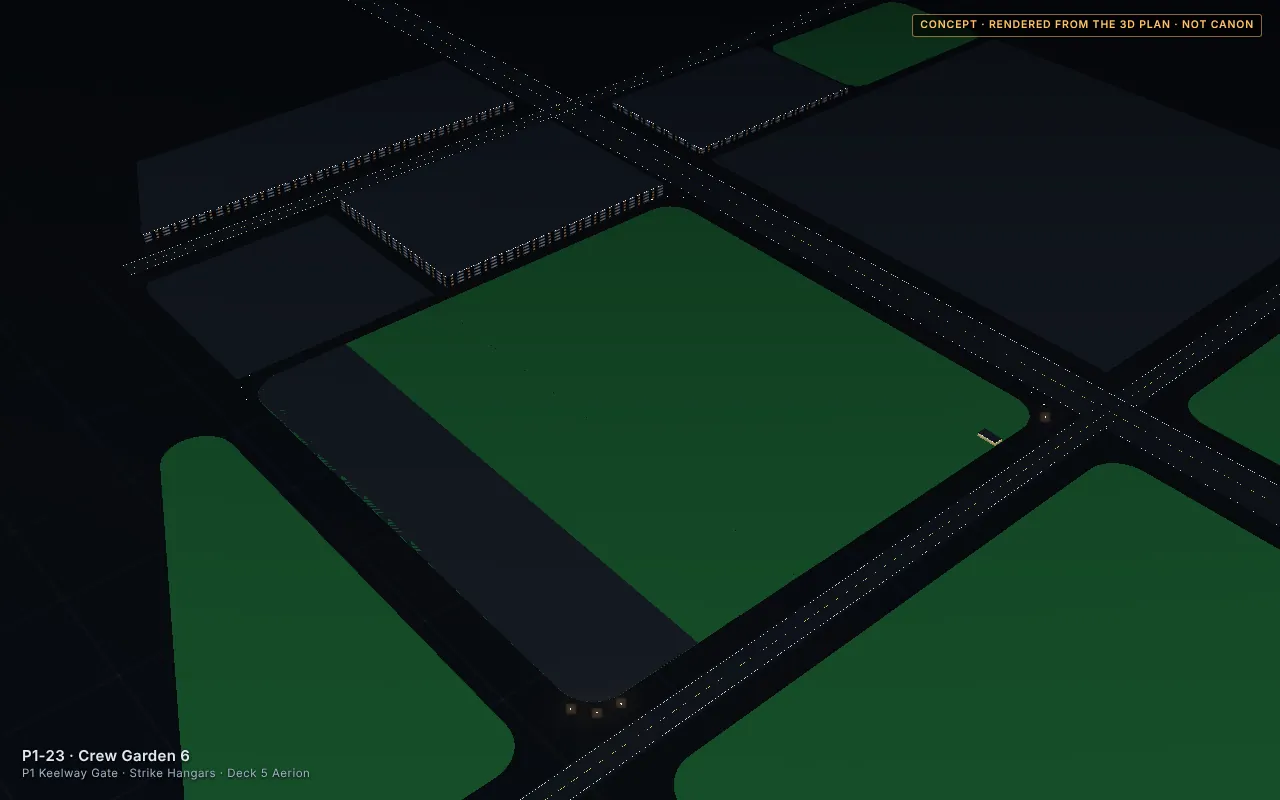 CONCEPT · RENDERED FROM THE 3D PLAN · NOT CANON
P1-23 · Crew Garden 6
P1 Keelway Gate · Strike Hangars · Deck 5 Aerion